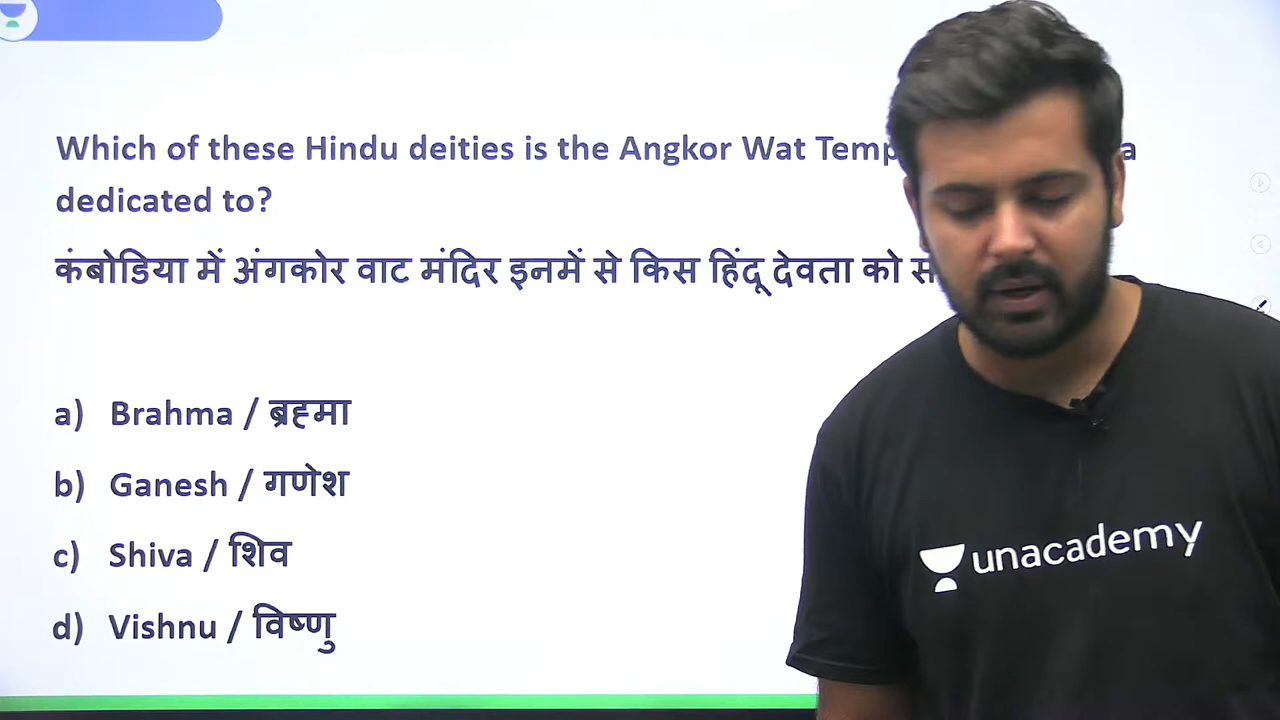 Which of these Hindu deities is the Angkor Wat
dedicated to?
कंबोडिया में अंगकोर वाट मंदिर इनमें से किस हिंदू देवता को
a) Brahma / ब्रह्मा
b) Ganesh / गणेश
c) Shiva / शिव
d) Vishnu / विष्णु
unacademy